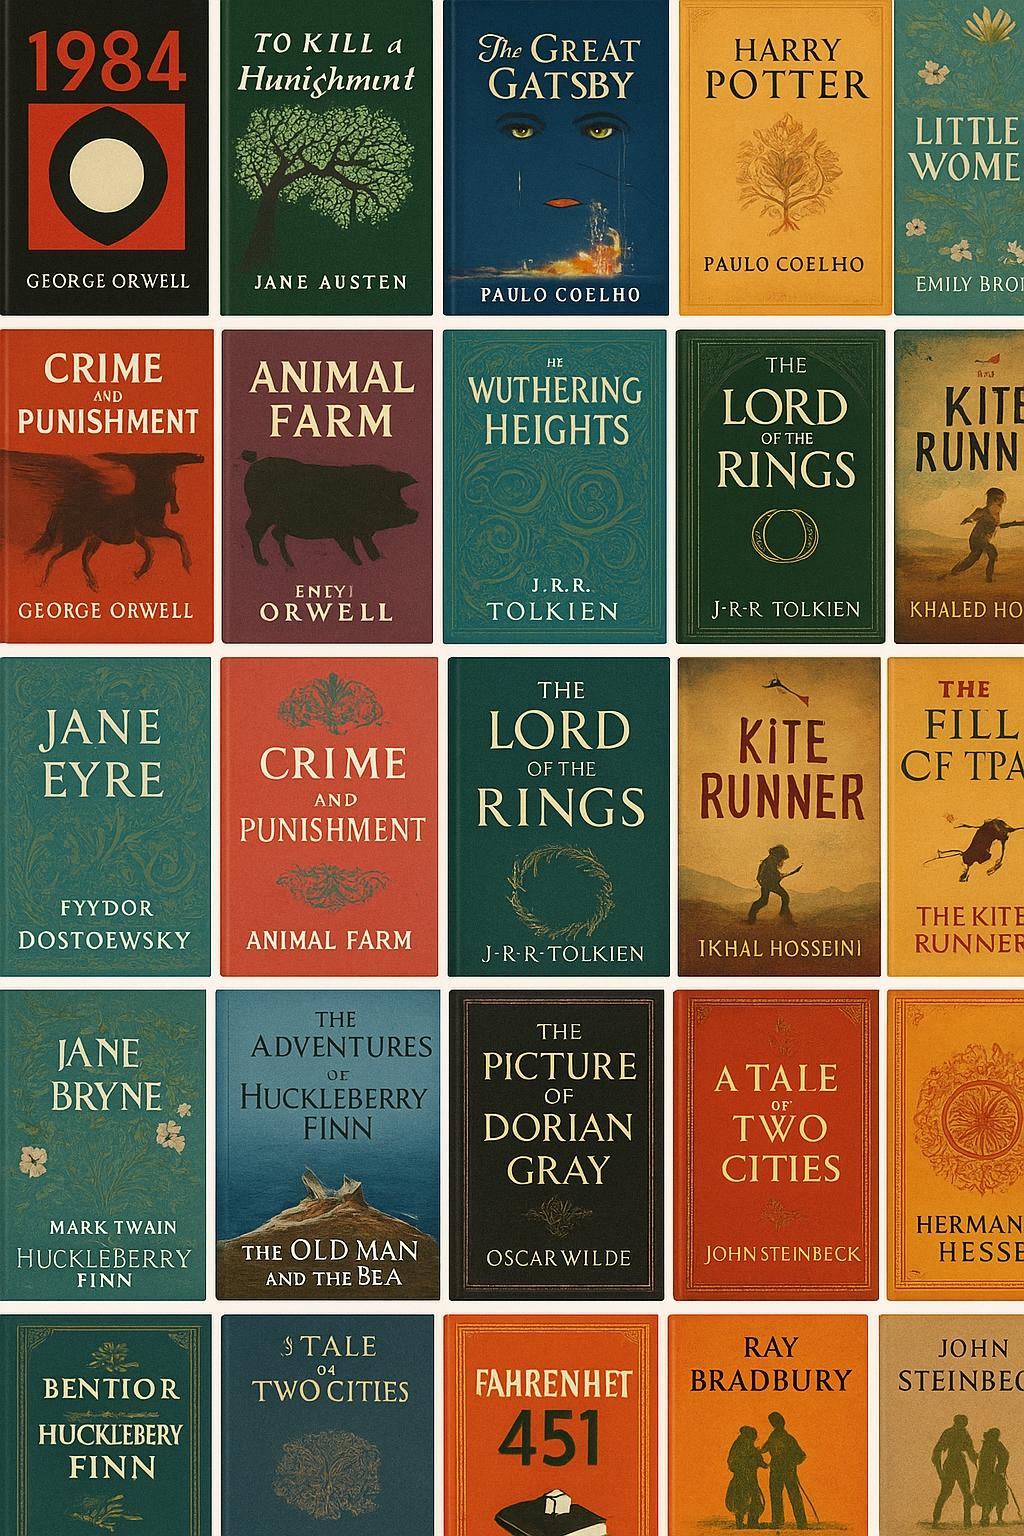 1984
GEORGE ORWELL
TO KILL a
Hunighmunt
JANE AUSTEN
The GREAT
GATSBY
PAULO COELHO
HARRY
POTTER
PAULO COELHO
LITTLE
WOME
EMILY BRON
CRIME
AND
PUNISHMENT
GEORGE ORWELL
ANIMAL
FARM
ORWELL
HE
WUTHERING
HEIGHTS
J.R.R.
TOLKIEN
THE
LORD
OF THE
RINGS
J-R-R TOLKIEN
KITE
RUNN
KHALED HO
JANE
EYRE
FYYDOR
DOSTOEWSKY
CRIME
AND
PUNISHMENT
ANIMAL FARM
THE
LORD
OF THE
RINGS
J-R-R-TOLKIEN
KiTE
RUNNER
IKHAL HOSSEINI
THE
FILL
CF TPA
THE KITE
RUNNER
JANE
BRYNE
MARK TWAIN
HUCKLEBERRY
FINN
THE
ADVENTURES
OF
HUCKLEBERRY
FINN
THE OLD MAN
AND THE BEA
THE
PICTURE
OF
DORIAN
GRAY
OSCAR WILDE
A TALE
OF
TWO
CITIES
JOHN STEINBECK
HERMAN
HESSE
BENTIOR
HUCKLEBERY
FINN
TALE
04
TWO CITIES
FAHRENHET
451
RAY
BRADBURY
JOHN
STEINBEC